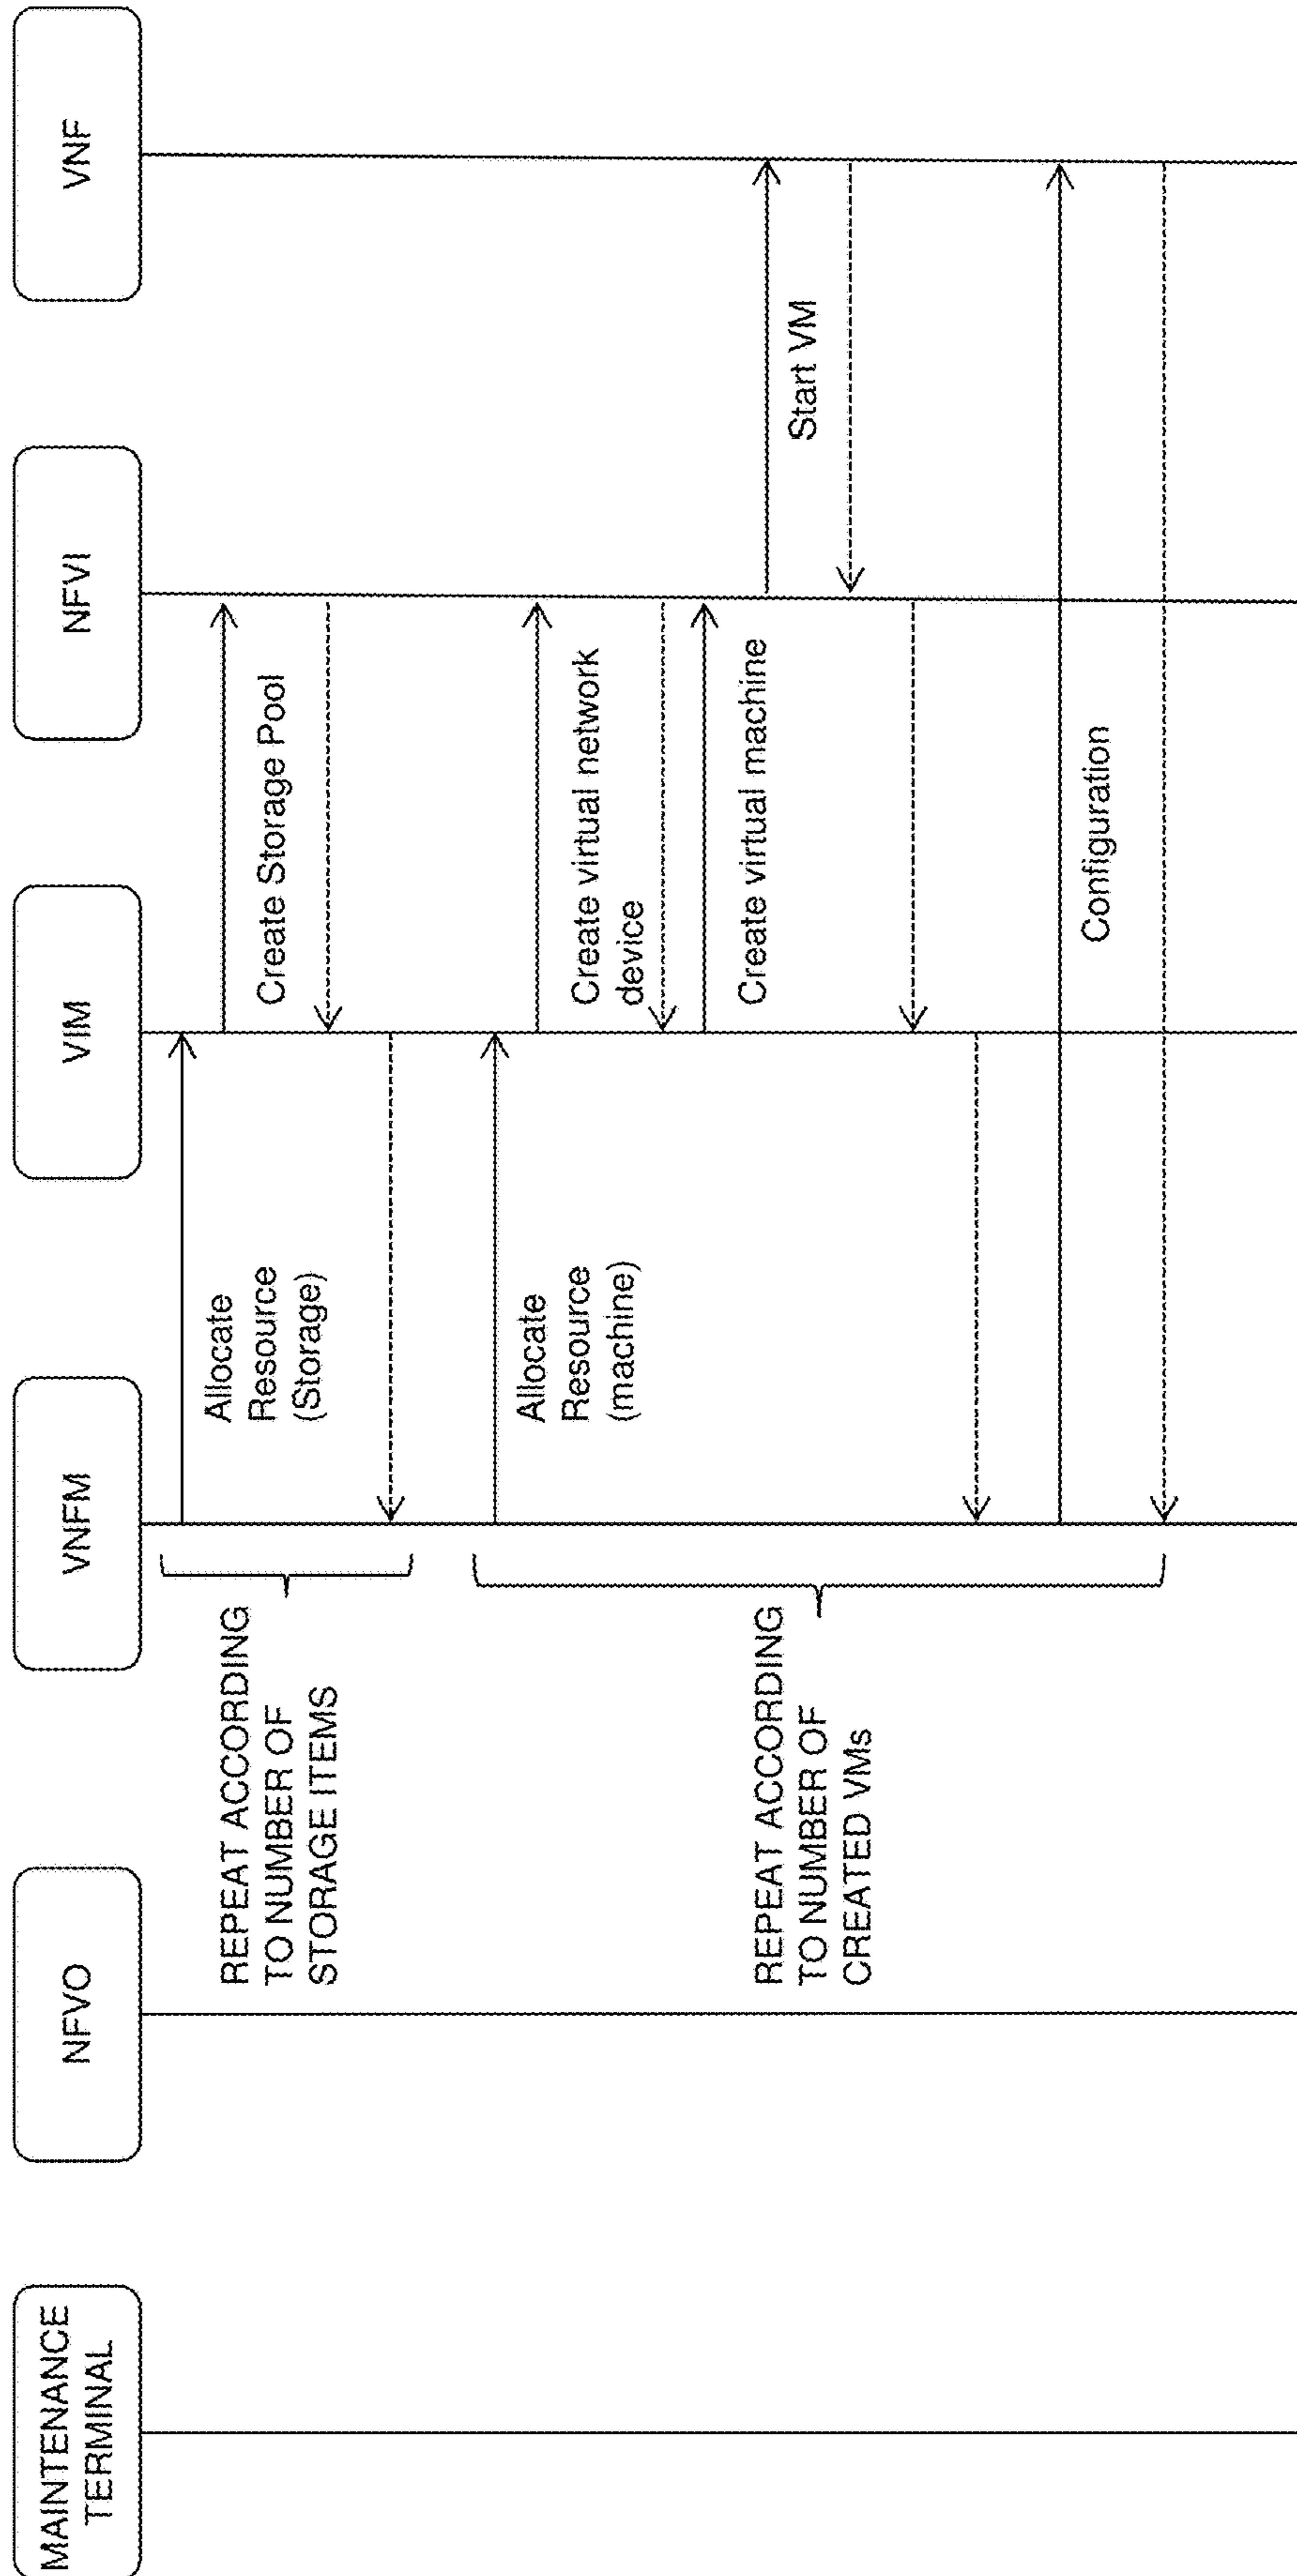 MAINTENANCE
TERMINAL
NFVO
VNFM
VIM
NFVI
VNF
Allocate
Resource
(Storage)
Create Storage Pool
REPEAT ACCORDING
TO NUMBER OF
STORAGE ITEMS
Allocate
Resource
(machine)
Create virtual network
device
Create virtual machine
Start VM
REPEAT ACCORDING
TO NUMBER OF
CREATED VMs
Configuration